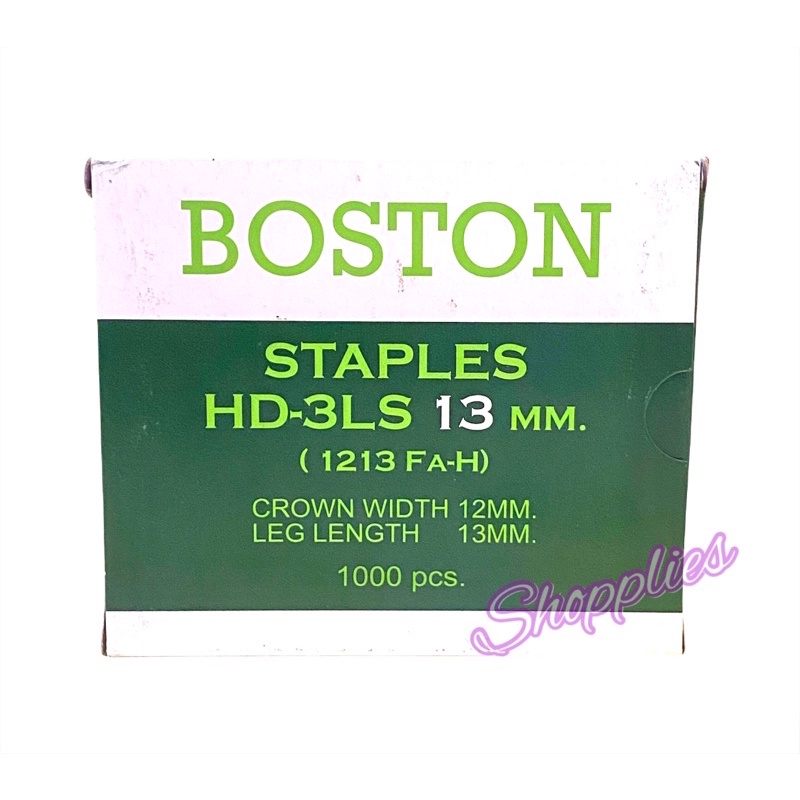 BOSTON
STAPLES
HD-3LS 13 MM.
( 1213 FA-H)
CROWN WIDTH 12MM.
LEG LENGTH 13MM.
1000 pcs.
Shopplies